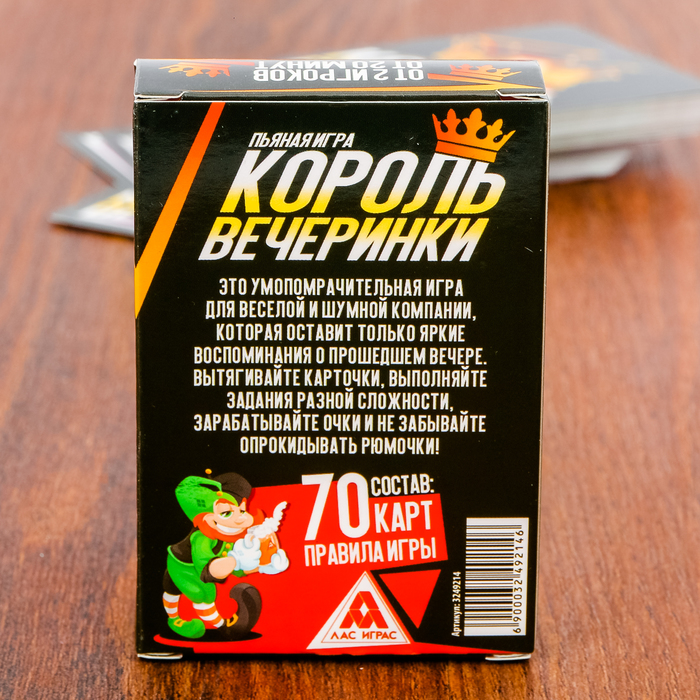 ОТ 2 ИГРОКОВ
ОТ 20 МИНУТ
ПЬЯНАЯ ИГРА
КОРОЛЬ
ВЕЧЕРИНКИ
ЭТО УМОПОМРАЧИТЕЛЬНАЯ ИГРА
ДЛЯ ВЕСЕЛОЙ И ШУМНОЙ КОМПАНИИ,
КОТОРАЯ ОСТАВИТ ТОЛЬКО ЯРКИЕ
ВОСПОМИНАНИЯ О ПРОШЕДШЕМ ВЕЧЕРЕ.
ВЫТЯГИВАЙТЕ КАРТОЧКИ, ВЫПОЛНЯЙТЕ
ЗАДАНИЯ РАЗНОЙ СЛОЖНОСТИ,
ЗАРАБАТЫВАЙТЕ ОЧКИ И НЕ ЗАБЫВАЙТЕ
ОПРОКИДЫВАТЬ РЮМОЧКИ!
СОСТАВ:
70 КАРТ
ПРАВИЛА ИГРЫ
ЛАС ИГРАС
Артикул: 3249214
6 900032 492146